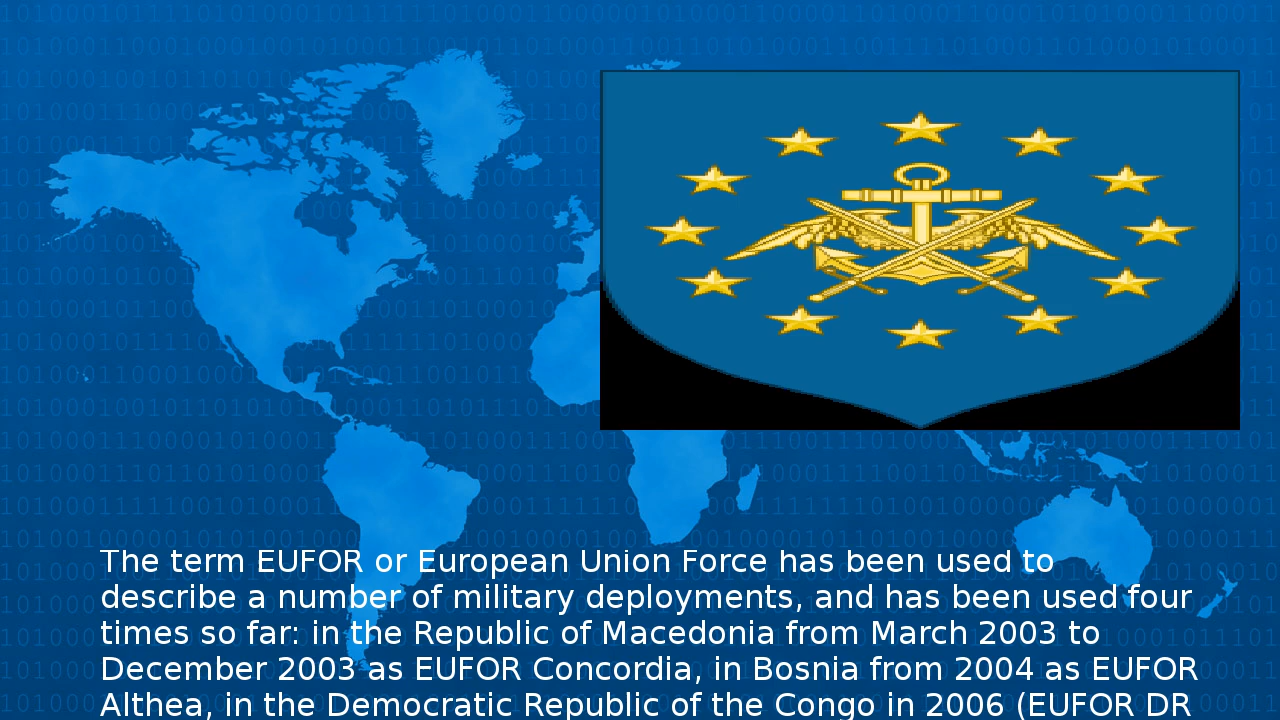 The term EUFOR or European Union Force has been used to
describe a number of military deployments, and has been used four
times so far: in the Republic of Macedonia from March 2003 to
December 2003 as EUFOR Concordia, in Bosnia from 2004 as EUFOR
Althea, in the Democratic Republic of the Congo in 2006 (EUFOR DR